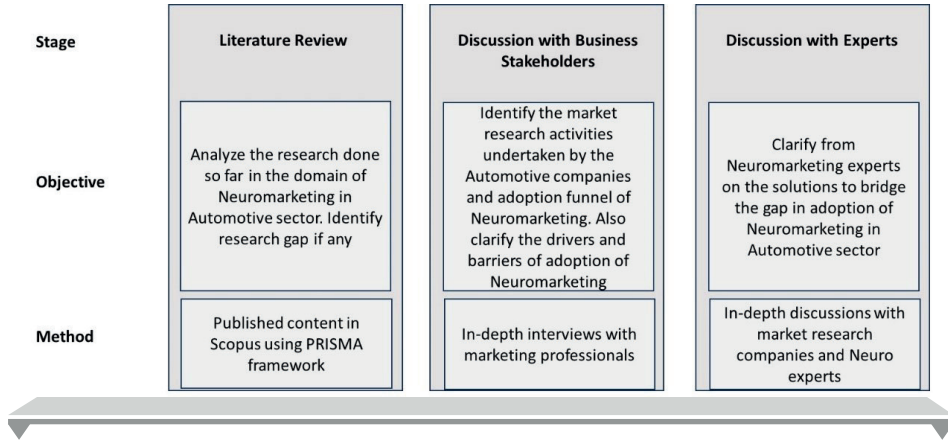 Stage
Literature Review
Discussion with Business
Stakeholders
Discussion with Experts
Objective
Analyze the research done
so far in the domain of
Neuromarketing in
Automotive sector. Identify
research gap if any
Identify the market
research activities
undertaken by the
Automotive companies
and adoption funnel of
Neuromarketing. Also
clarify the drivers and
barriers of adoption of
Neuromarketing
Clarify from
Neuromarketing experts
on the solutions to bridge
the gap in adoption of
Neuromarketing in
Automotive sector
Method
Published content in
Scopus using PRISMA
framework
In-depth interviews with
marketing professionals
In-depth discussions with
market research
companies and Neuro
experts